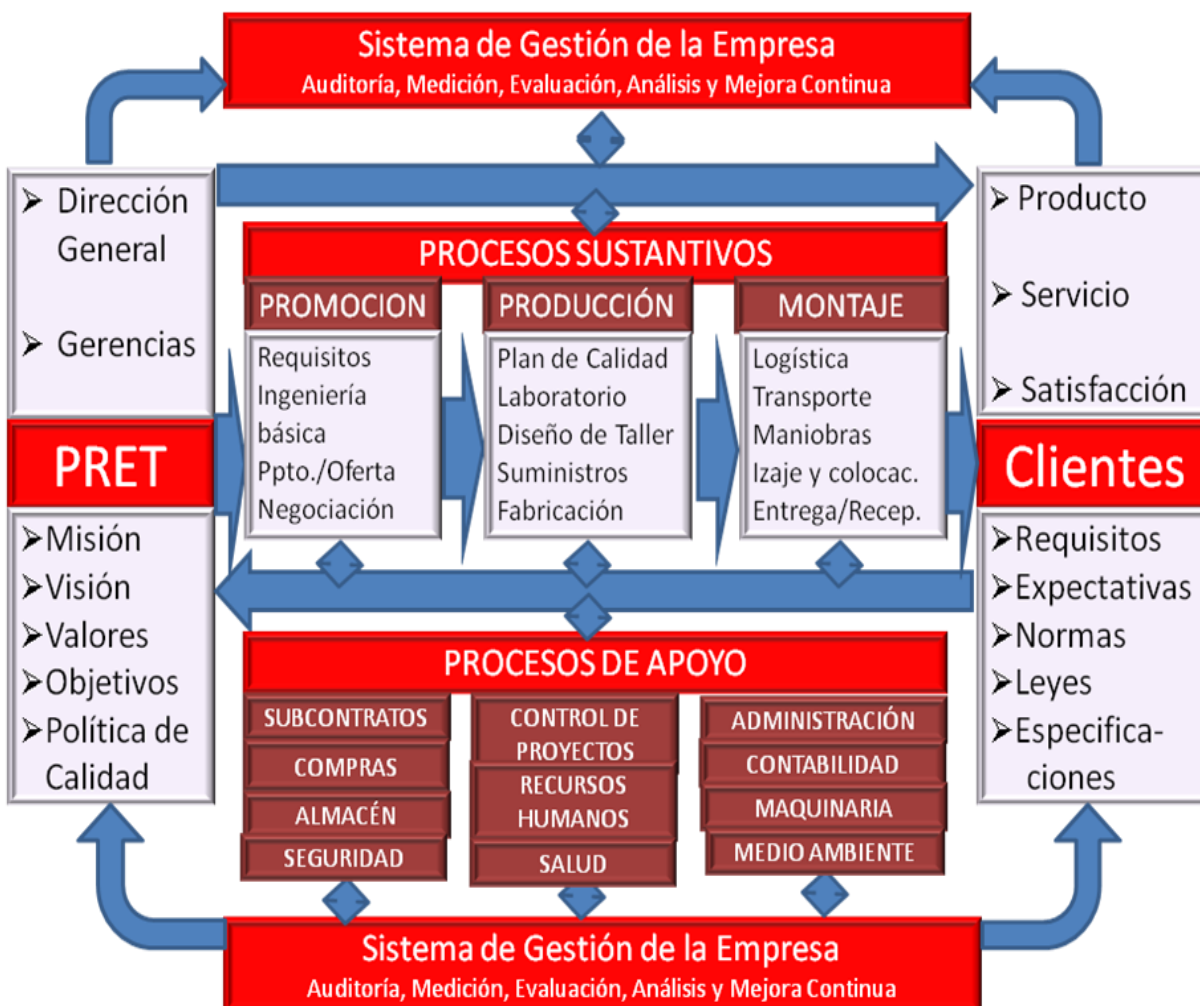 Sistema de Gestión de la Empresa
Auditoría, Medición, Evaluación, Análisis y Mejora Continua
Dirección
General
Gerencias
PRET
Misión
Visión
Valores
Objetivos
Política de
Calidad
PROCESOS SUSTANTIVOS
PROMOCION
Requisitos
Ingeniería
básica
Ppto./Oferta
Negociación
PRODUCCIÓN
Plan de Calidad
Laboratorio
Diseño de Taller
Suministros
Fabricación
MONTAJE
Logística
Transporte
Maniobras
Izaje y colocac.
Entrega/Recep.
PROCESOS DE APOYO
SUBCONTRATOS
COMPRAS
ALMACÉN
SEGURIDAD
CONTROL DE
PROYECTOS
RECURSOS
HUMANOS
SALUD
ADMINISTRACIÓN
CONTABILIDAD
MAQUINARIA
MEDIO AMBIENTE
Producto
Servicio
Satisfacción
Clientes
Requisitos
Expectativas
Normas
Leyes
Especifica-
ciones
Sistema de Gestión de la Empresa
Auditoría, Medición, Evaluación, Análisis y Mejora Continua